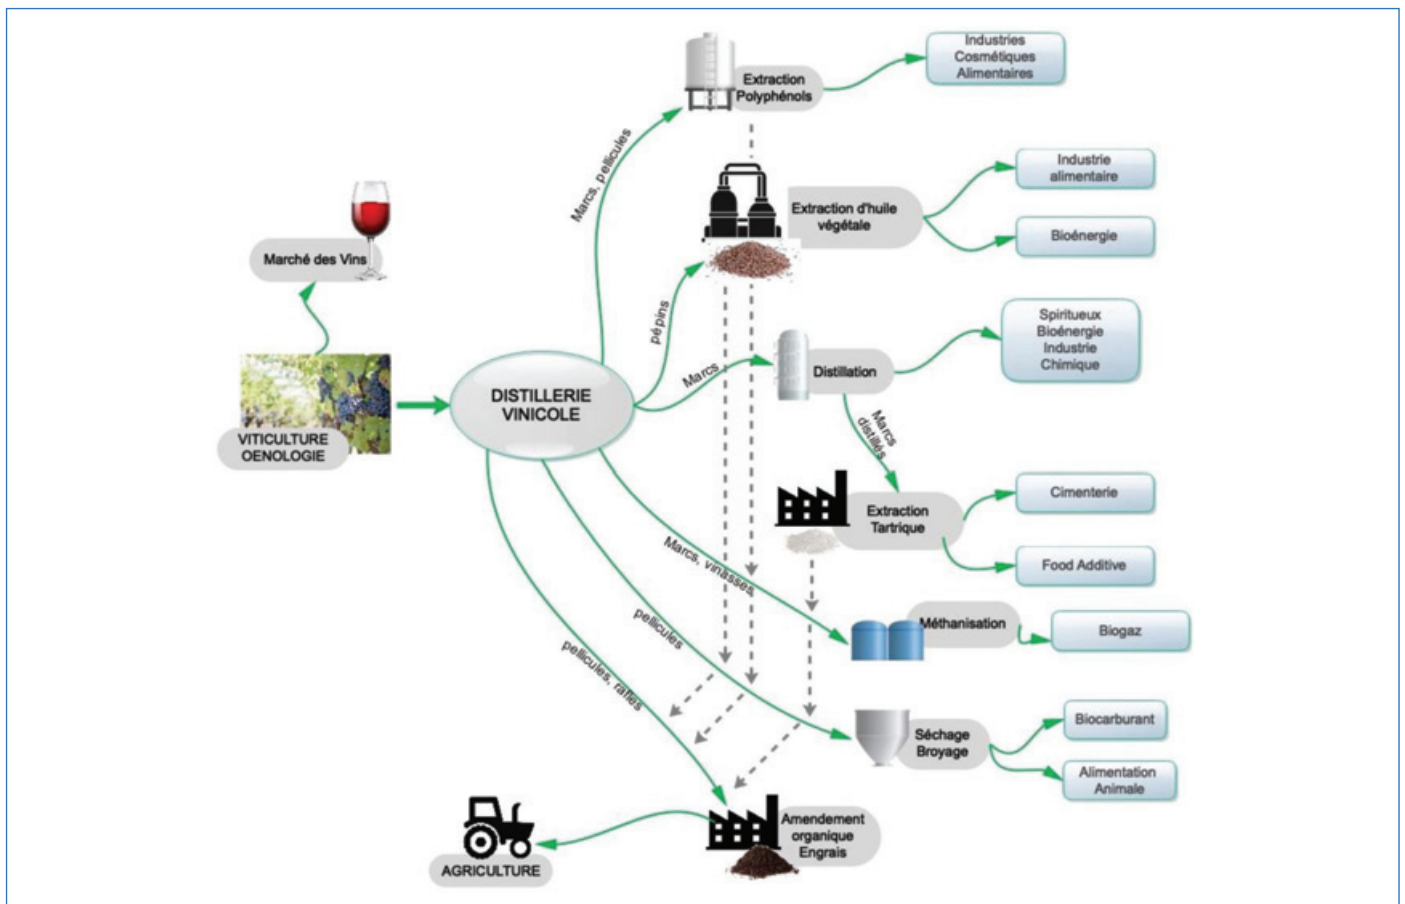 Extraction
Polyphénols
Industries
Cosmétiques
Alimentaires
Marcs, pellicules
Industrie
alimentaire
Extraction d'huile
végétale
Bioénergie
Marché des Vins
pépins
Spiritueux
Bioénergie
Industrie
Chimique
Marcs
Distillation
DISTILLERIE
VINICOLE
VITICULTURE
OENOLOGIE
Marcs
distillés
Cimenterie
Extraction
Tartrique
Food Additive
Marcs, vinasses
Méthanisation
Biogaz
pellicules
pellicules, rafles
Séchage
Broyage
Biocarburant
Alimentation
Animale
Amendement
organique
Engrais
AGRICULTURE